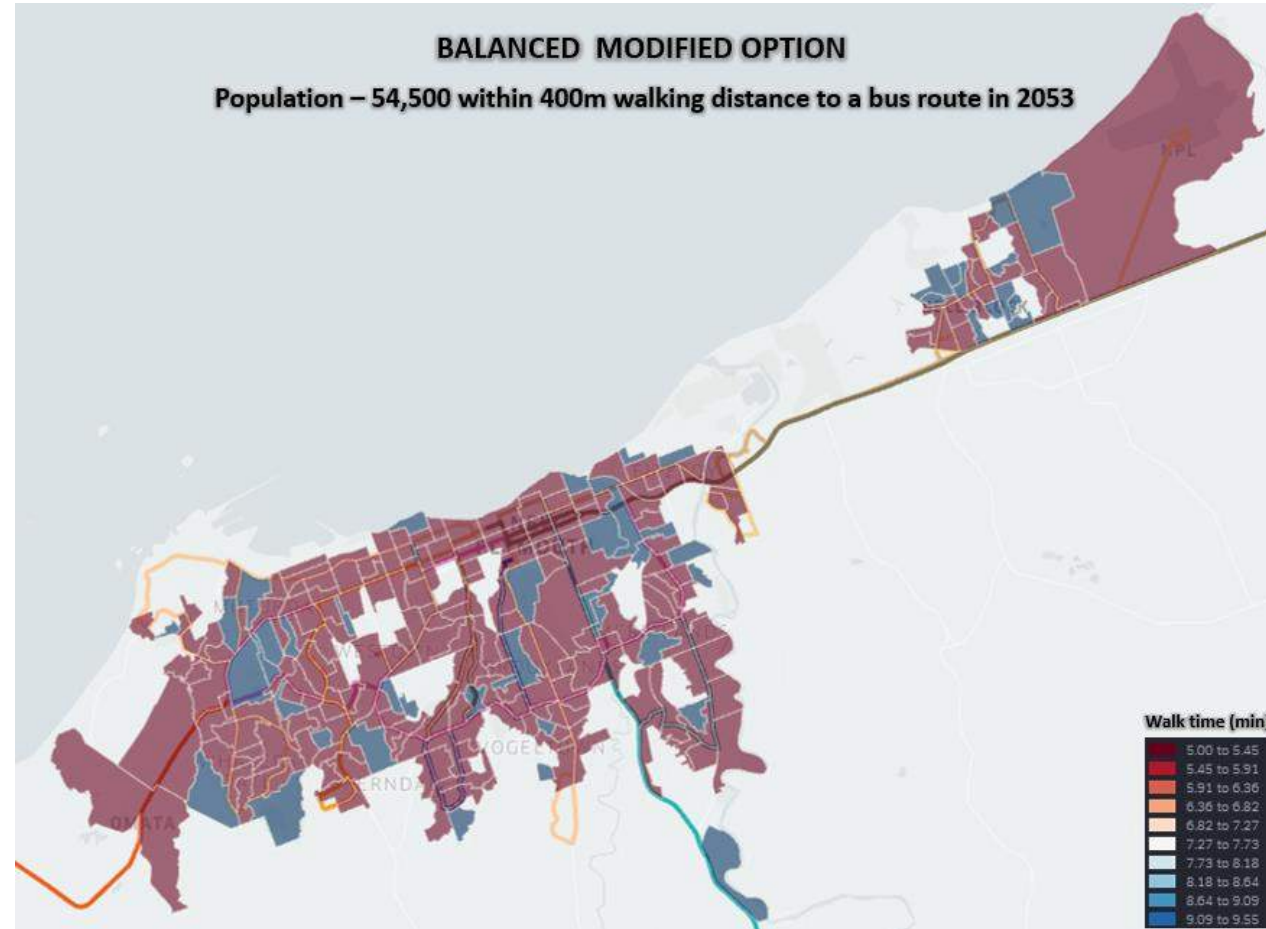 BALANCED MODIFIED OPTION
Population – 54,500 within 400m walking distance to a bus route in 2053
NPL
OMATA
Walk time (min)
5.00 to 5.45
5.45 to 5.91
5.91 to 6.36
6.36 to 6.82
6.82 to 7.27
7.27 to 7.73
7.73 to 8.18
8.18 to 8.64
8.64 to 9.09
9.09 to 9.55